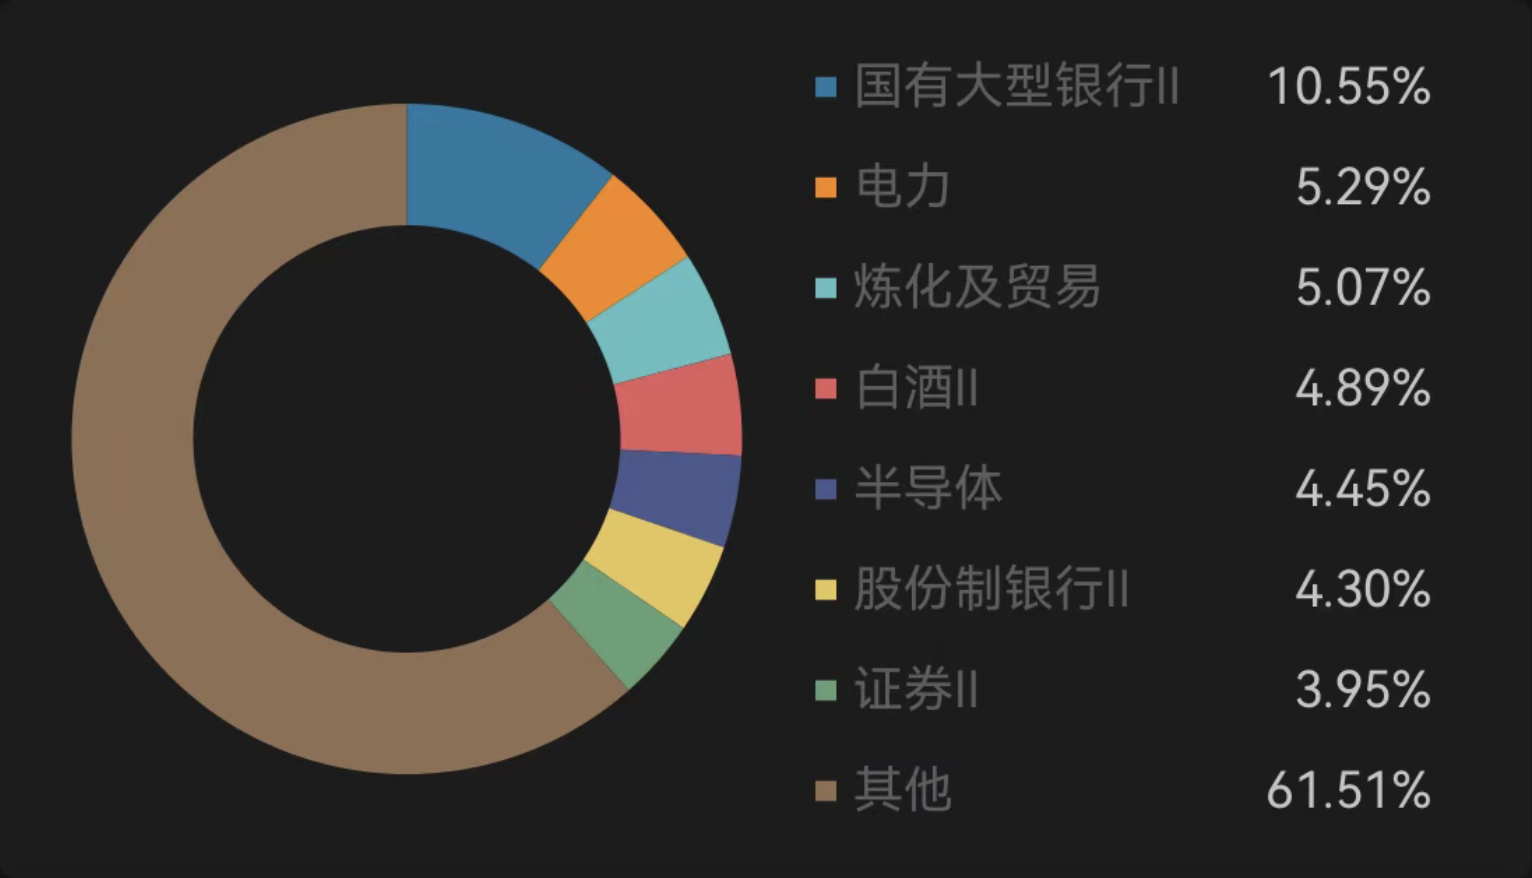 国有大型银行II 10.55%
电力 5.29%
炼化及贸易 5.07%
白酒II 4.89%
半导体 4.45%
股份制银行II 4.30%
证券II 3.95%
其他 61.51%